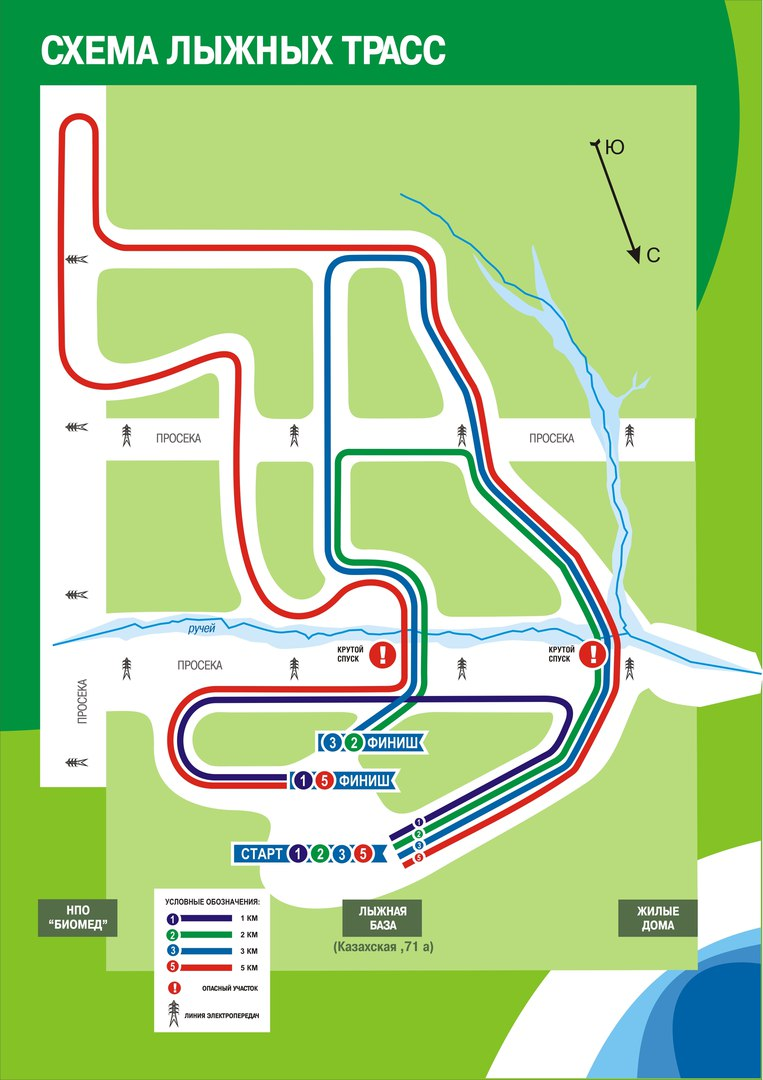 СХЕМА ЛЫЖНЫХ ТРАСС
Ю
С
ПРОСЕКА
ПРОСЕКА
ручей
КРУТОЙ
СПУСК
!
КРУТОЙ
СПУСК
!
ПРОСЕКА
ПРОСЕКА
3 2 ФИНИШ
1 5 ФИНИШ
1
2
3
5
СТАРТ 1 2 3 5
НПО
"БИОМЕД"
ЛЫЖНАЯ
БАЗА
(Казахская ,71 а)
ЖИЛЫЕ
ДОМА
УСЛОВНЫЕ ОБОЗНАЧЕНИЯ:
1 1 КМ
2 2 КМ
3 3 КМ
5 5 КМ
! ОПАСНЫЙ УЧАСТОК
ЛИНИЯ ЭЛЕКТРОПЕРЕДАЧ